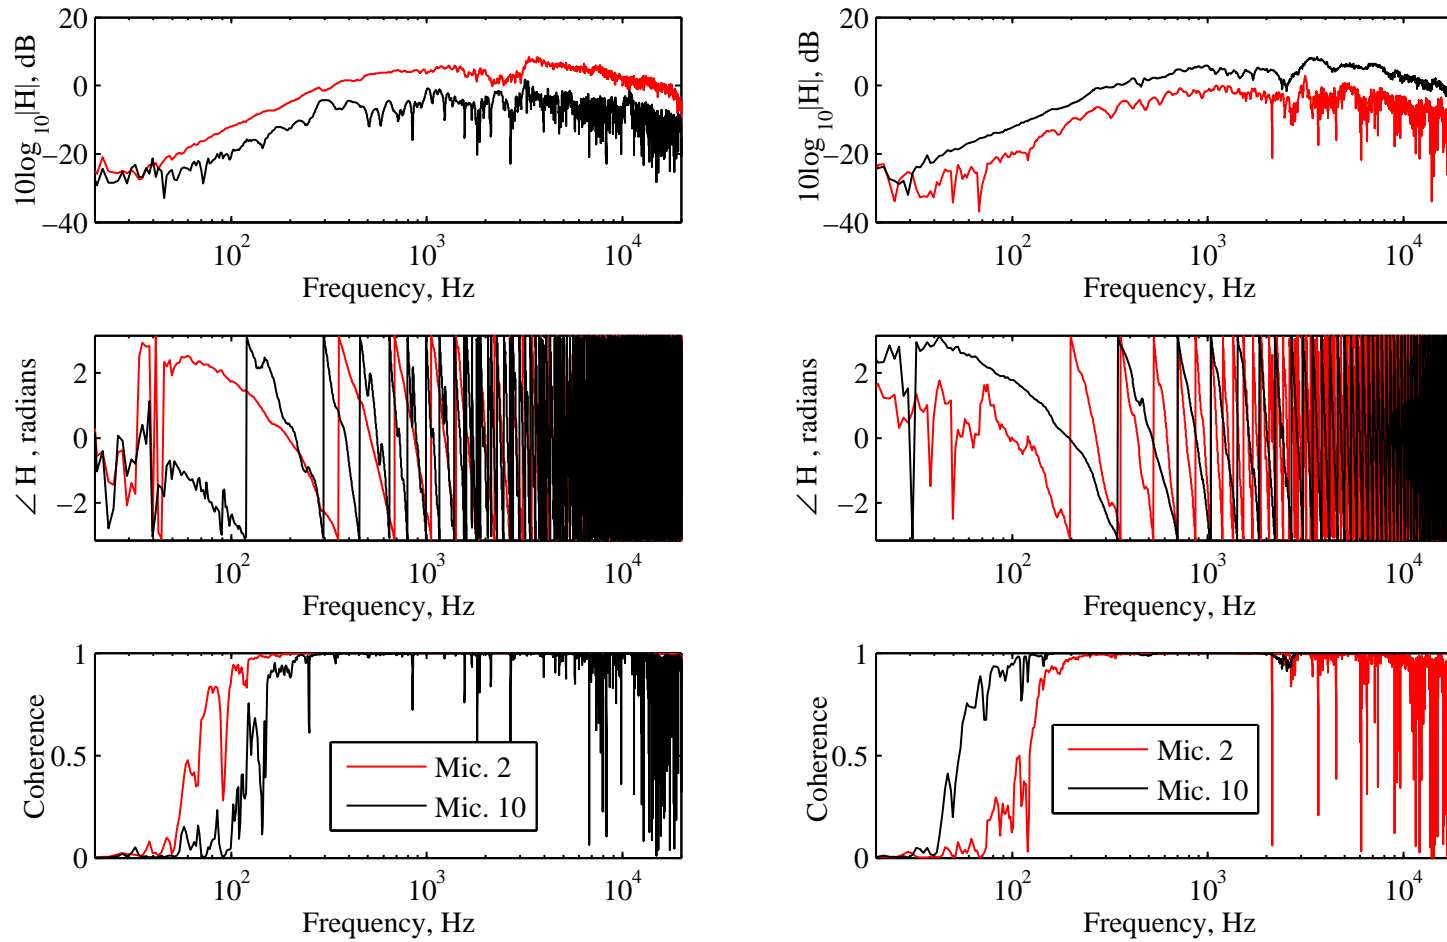 20
0
−20
−40
10log 10|H|, dB
10^2
10^3
10^4
Frequency, Hz
20
0
−20
−40
10log 10|H|, dB
10^2
10^3
10^4
Frequency, Hz
2
0
−2
∠ H , radians
10^2
10^3
10^4
Frequency, Hz
2
0
−2
∠ H , radians
10^2
10^3
10^4
Frequency, Hz
1
0.5
0
Coherence
Mic. 2
Mic. 10
10^2
10^3
10^4
Frequency, Hz
1
0.5
0
Coherence
Mic. 2
Mic. 10
10^2
10^3
10^4
Frequency, Hz